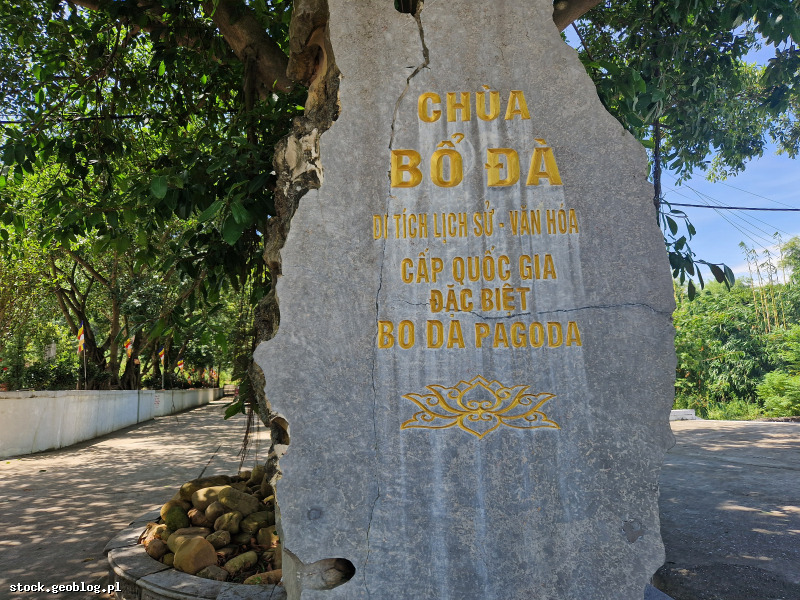 CHÙA
BỔ ĐÀ
DI TÍCH LỊCH SỬ - VĂN HÓA
CẤP QUỐC GIA
ĐẶC BIỆT
BO DA PAGODA
stock.geoblog.pl